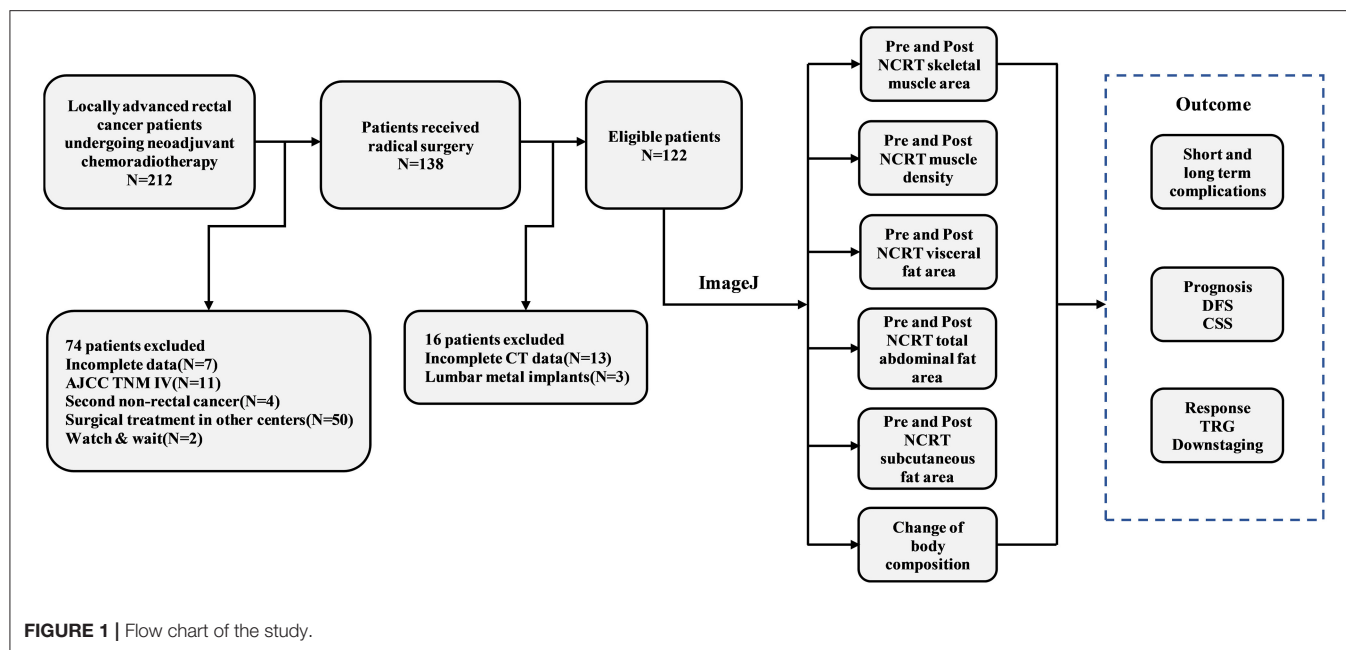 Locally advanced rectal
cancer patients
undergoing neoadjuvant
chemoradiotherapy
N=212
Patients received
radical surgery
N=138
Eligible patients
N=122
74 patients excluded
Incomplete data(N=7)
AJCC TNM IV(N=11)
Second non-rectal cancer(N=4)
Surgical treatment in other centers(N=50)
Watch & wait(N=2)
16 patients excluded
Incomplete CT data(N=13)
Lumbar metal implants(N=3)
ImageJ
Pre and Post
NCRT skeletal
muscle area
Pre and Post
NCRT muscle
density
Pre and Post
NCRT visceral
fat area
Pre and Post
NCRT total
abdominal fat
area
Pre and Post
NCRT
subcutaneous
fat area
Change of
body
composition
Outcome
Short and
long term
complications
Prognosis
DFS
CSS
Response
TRG
Downstaging
FIGURE 1 | Flow chart of the study.